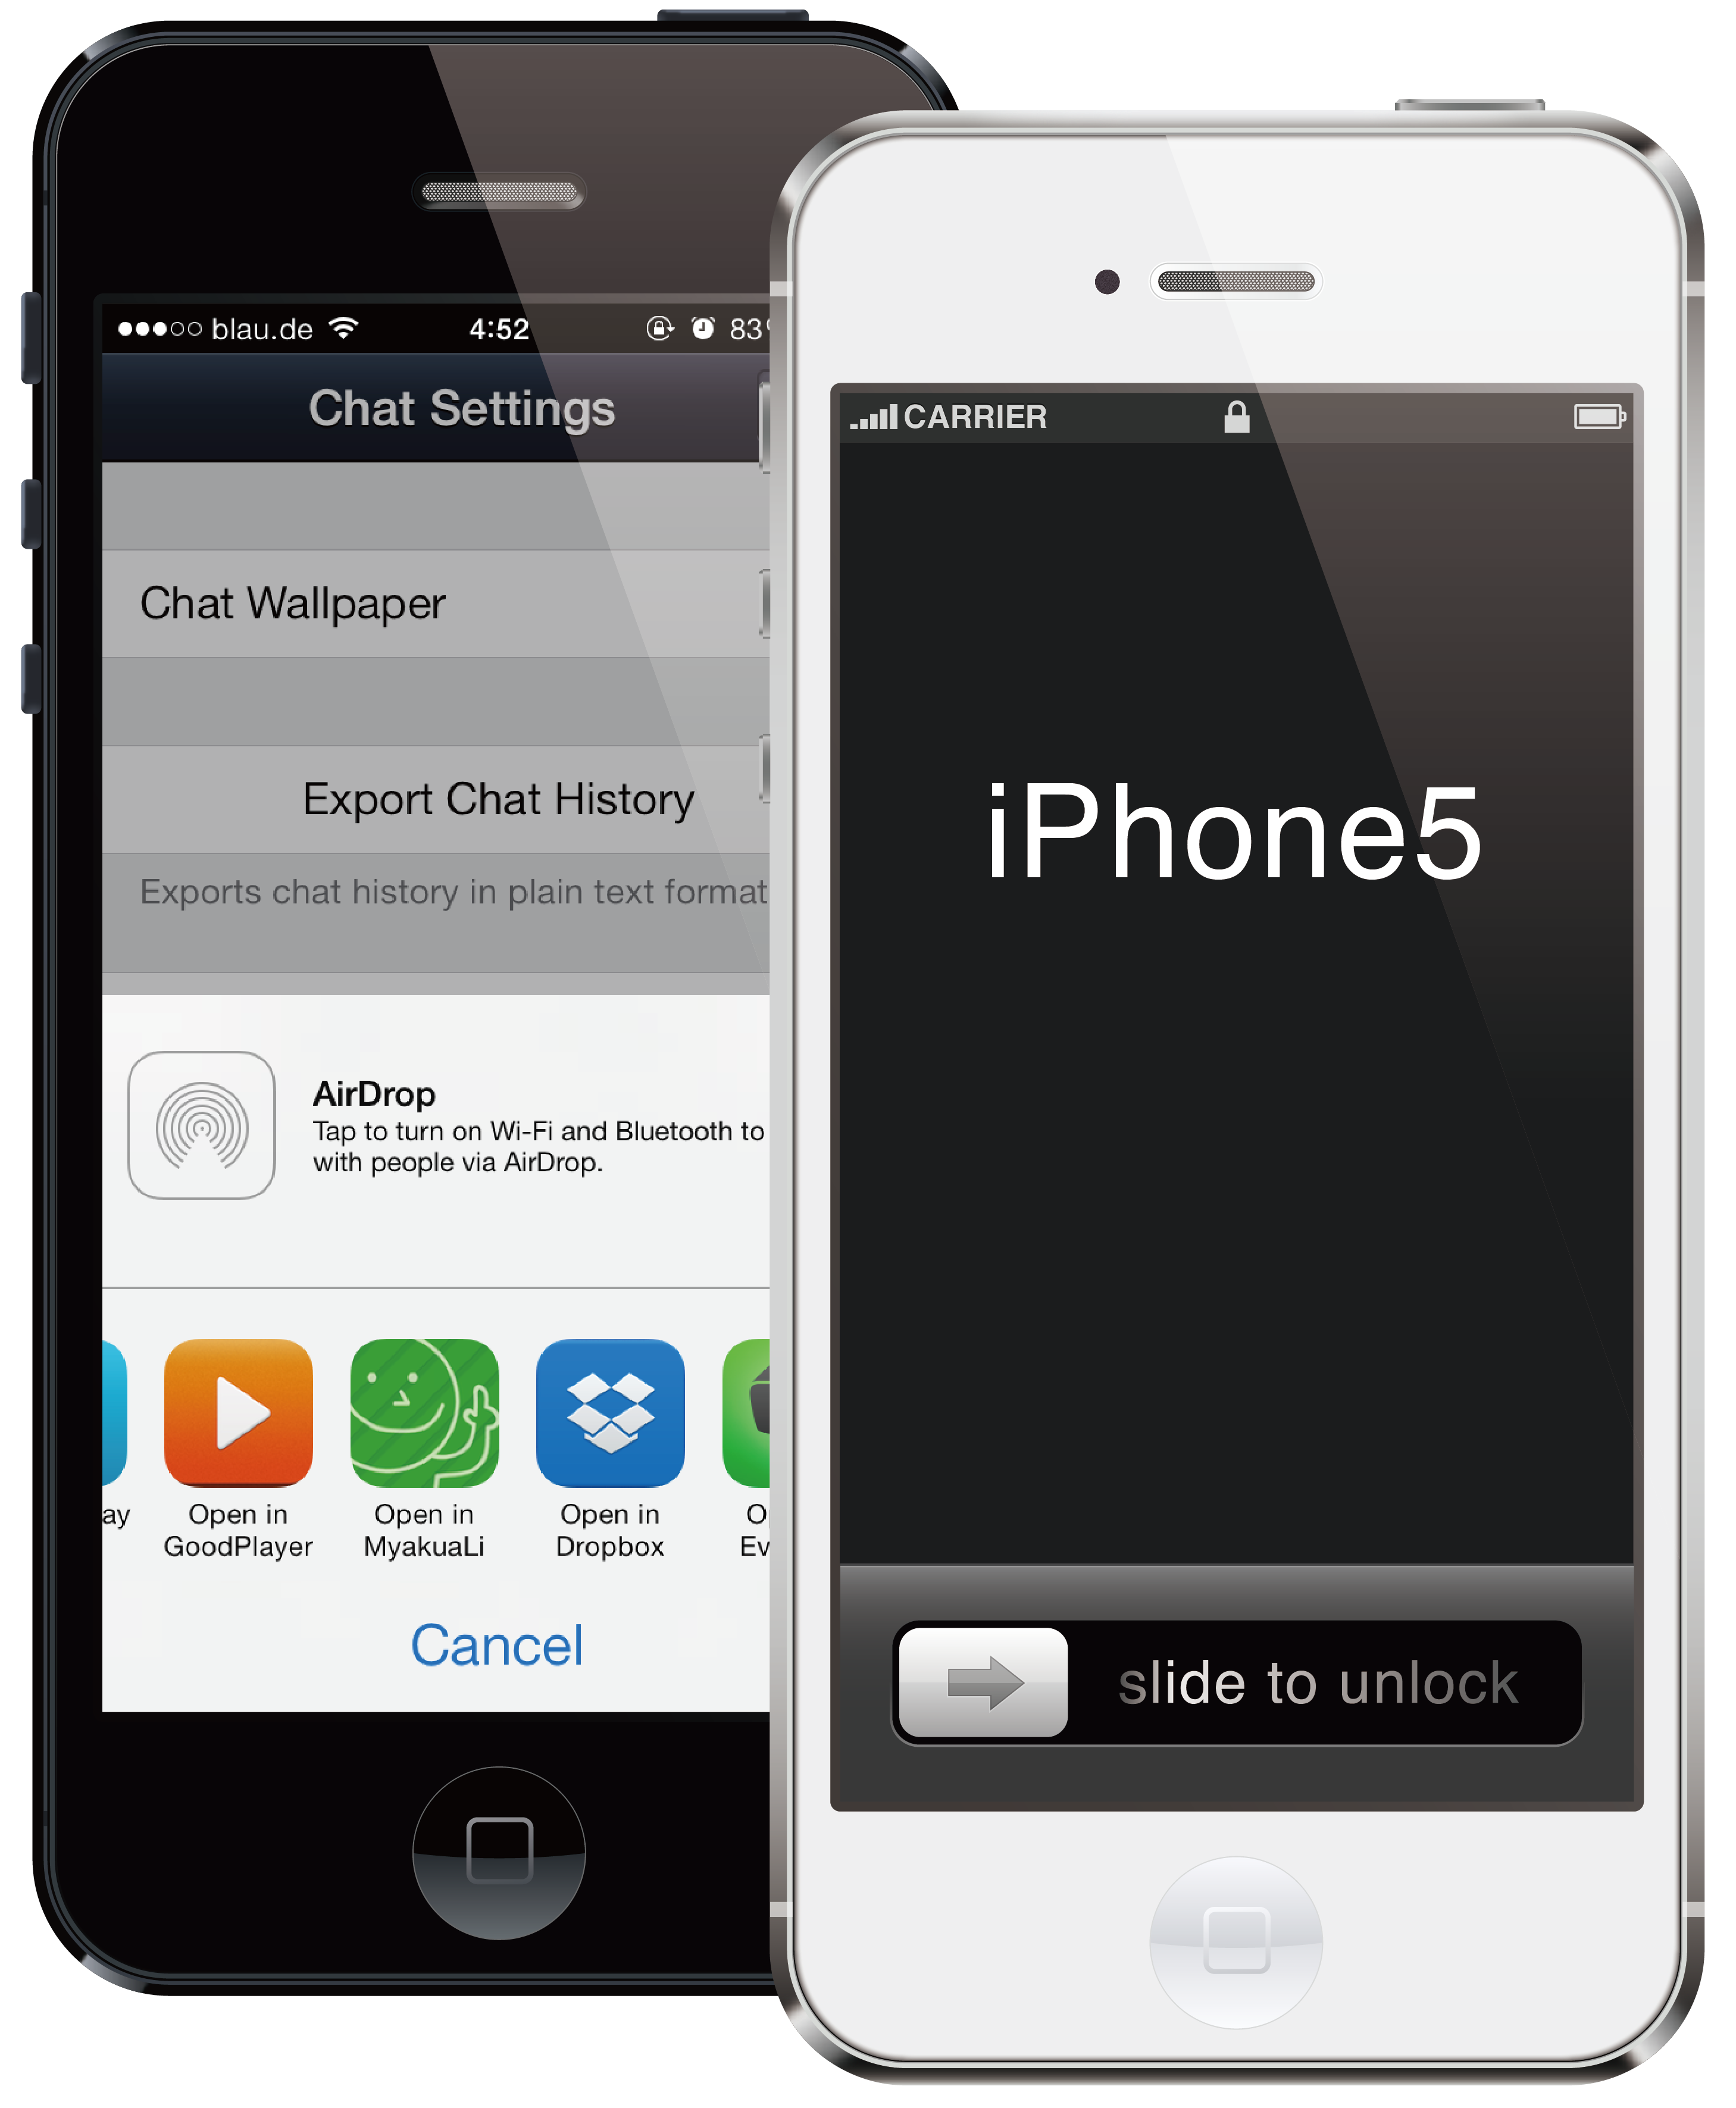 blau.de 4:52 83
Chat Settings
Chat Wallpaper
Export Chat History
Exports chat history in plain text format
AirDrop
Tap to turn on Wi-Fi and Bluetooth to
with people via AirDrop.
Open in
GoodPlayer
Open in
MyakuaLi
Open in
Dropbox
Cancel
CARRIER
iPhone5
slide to unlock